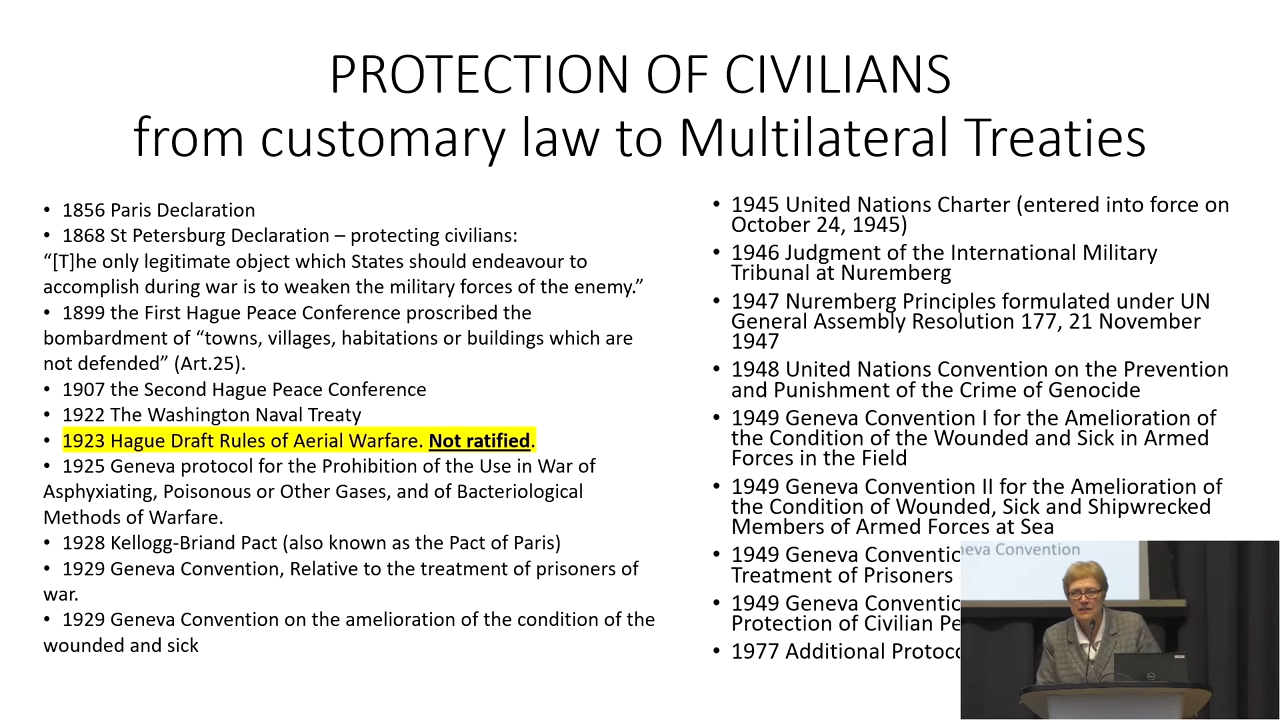 PROTECTION OF CIVILIANS
from customary law to Multilateral Treaties
• 1856 Paris Declaration
• 1868 St Petersburg Declaration – protecting civilians:
“[T]he only legitimate object which States should endeavour to
accomplish during war is to weaken the military forces of the enemy.”
• 1899 the First Hague Peace Conference proscribed the
bombardment of “towns, villages, habitations or buildings which are
not defended” (Art.25).
• 1907 the Second Hague Peace Conference
• 1922 The Washington Naval Treaty
• 1923 Hague Draft Rules of Aerial Warfare. Not ratified.
• 1925 Geneva protocol for the Prohibition of the Use in War of
Asphyxiating, Poisonous or Other Gases, and of Bacteriological
Methods of Warfare.
• 1928 Kellogg-Briand Pact (also known as the Pact of Paris)
• 1929 Geneva Convention, Relative to the treatment of prisoners of
war.
• 1929 Geneva Convention on the amelioration of the condition of the
wounded and sick
• 1945 United Nations Charter (entered into force on
October 24, 1945)
• 1946 Judgment of the International Military
Tribunal at Nuremberg
• 1947 Nuremberg Principles formulated under UN
General Assembly Resolution 177, 21 November
1947
• 1948 United Nations Convention on the Prevention
and Punishment of the Crime of Genocide
• 1949 Geneva Convention I for the Amelioration of
the Condition of the Wounded and Sick in Armed
Forces in the Field
• 1949 Geneva Convention II for the Amelioration of
the Condition of Wounded, Sick and Shipwrecked
Members of Armed Forces at Sea
• 1949 Geneva Conventic
Treatment of Prisoners
• 1949 Geneva Conventic
Protection of Civilian Pe
• 1977 Additional Protoco
neva Convention